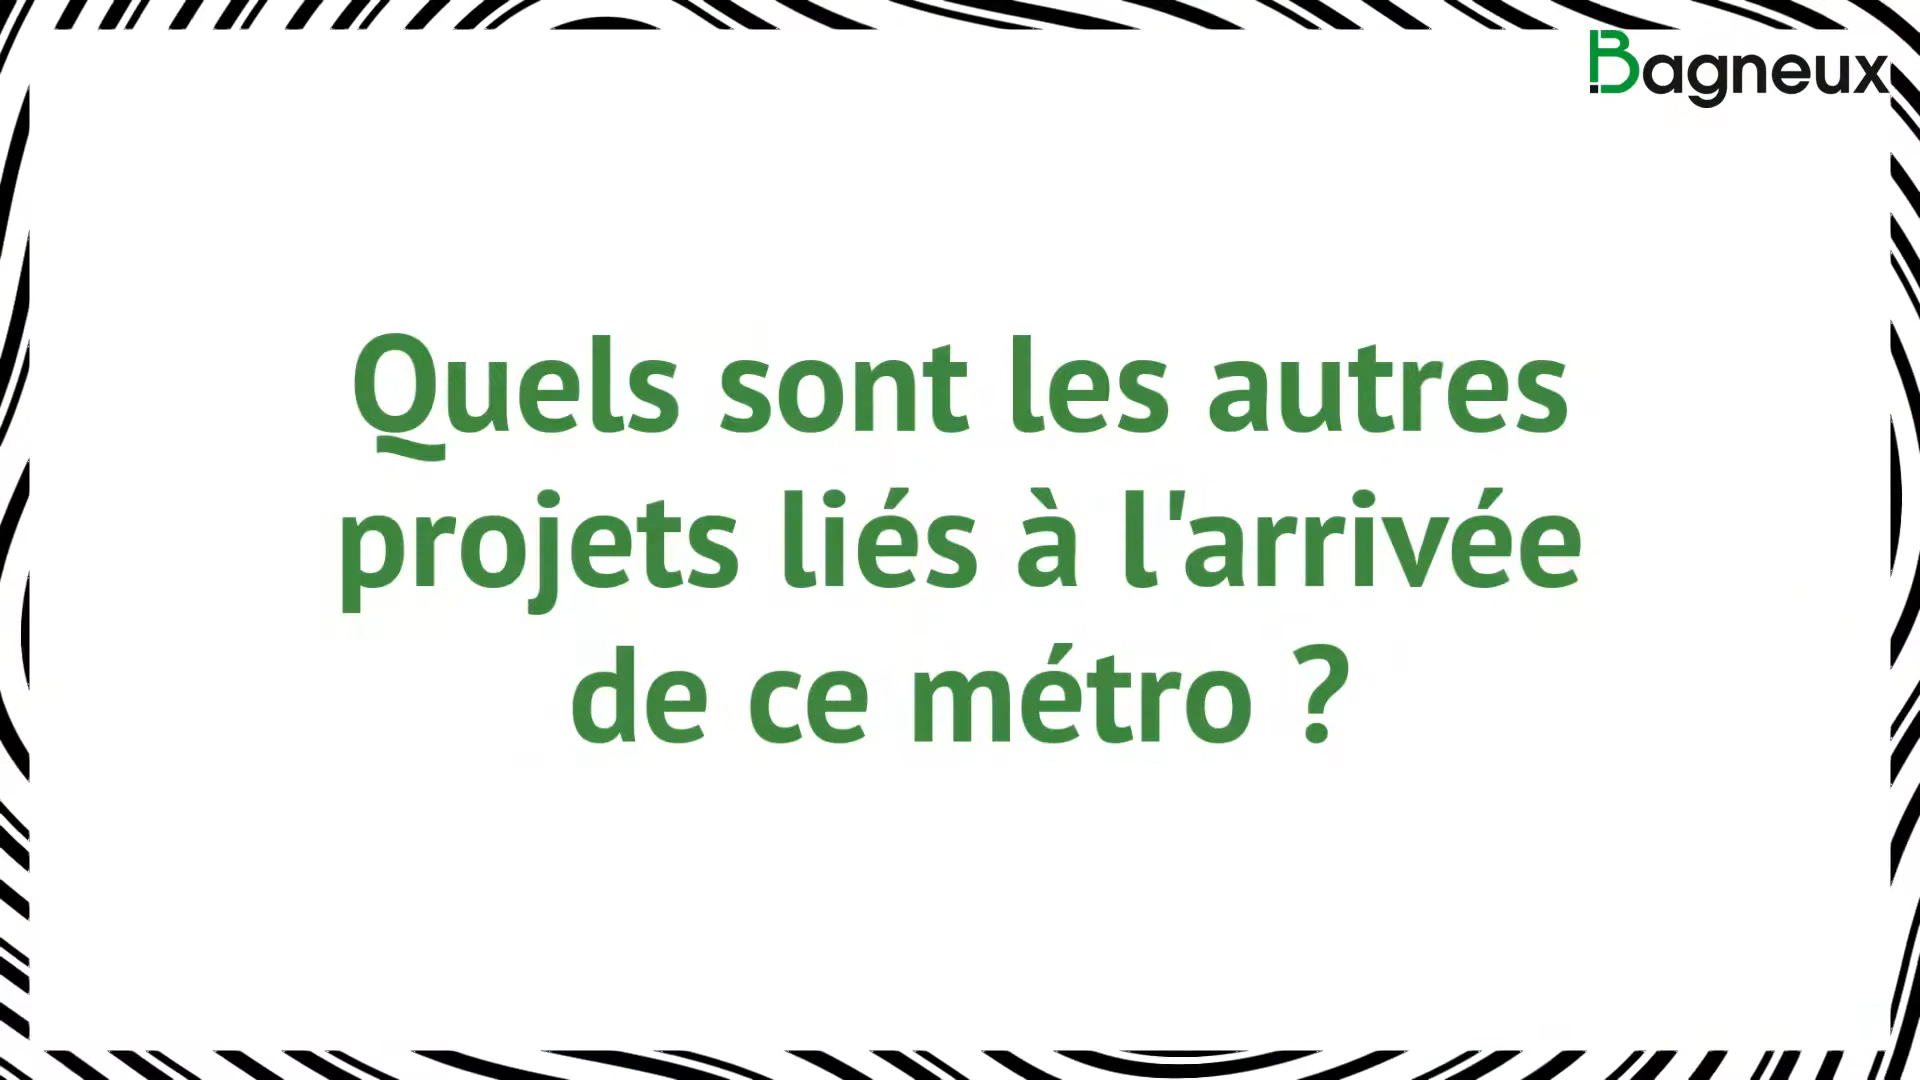 Bagneux
Quels sont les autres
projets liés à l'arrivée
de ce métro ?